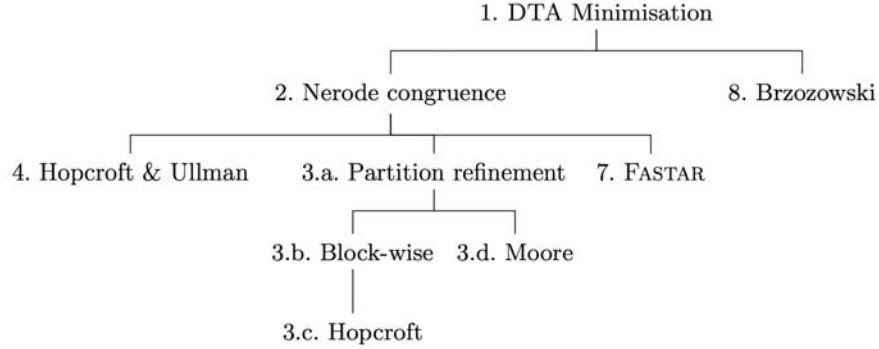 1. DTA Minimisation
2. Nerode congruence
8. Brzozowski
4. Hopcroft & Ullman
3.a. Partition refinement
7. FASTAR
3.b. Block-wise
3.d. Moore
3.c. Hopcroft